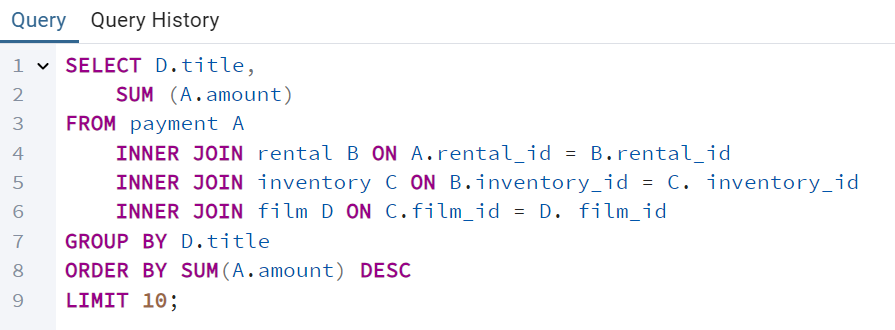 Query Query History
1 SELECT D.title,
2 SUM (A.amount)
3 FROM payment A
4 INNER JOIN rental B ON A.rental_id = B.rental_id
5 INNER JOIN inventory C ON B.inventory_id = C. inventory_id
6 INNER JOIN film D ON C.film_id = D. film_id
7 GROUP BY D.title
8 ORDER BY SUM(A.amount) DESC
9 LIMIT 10;